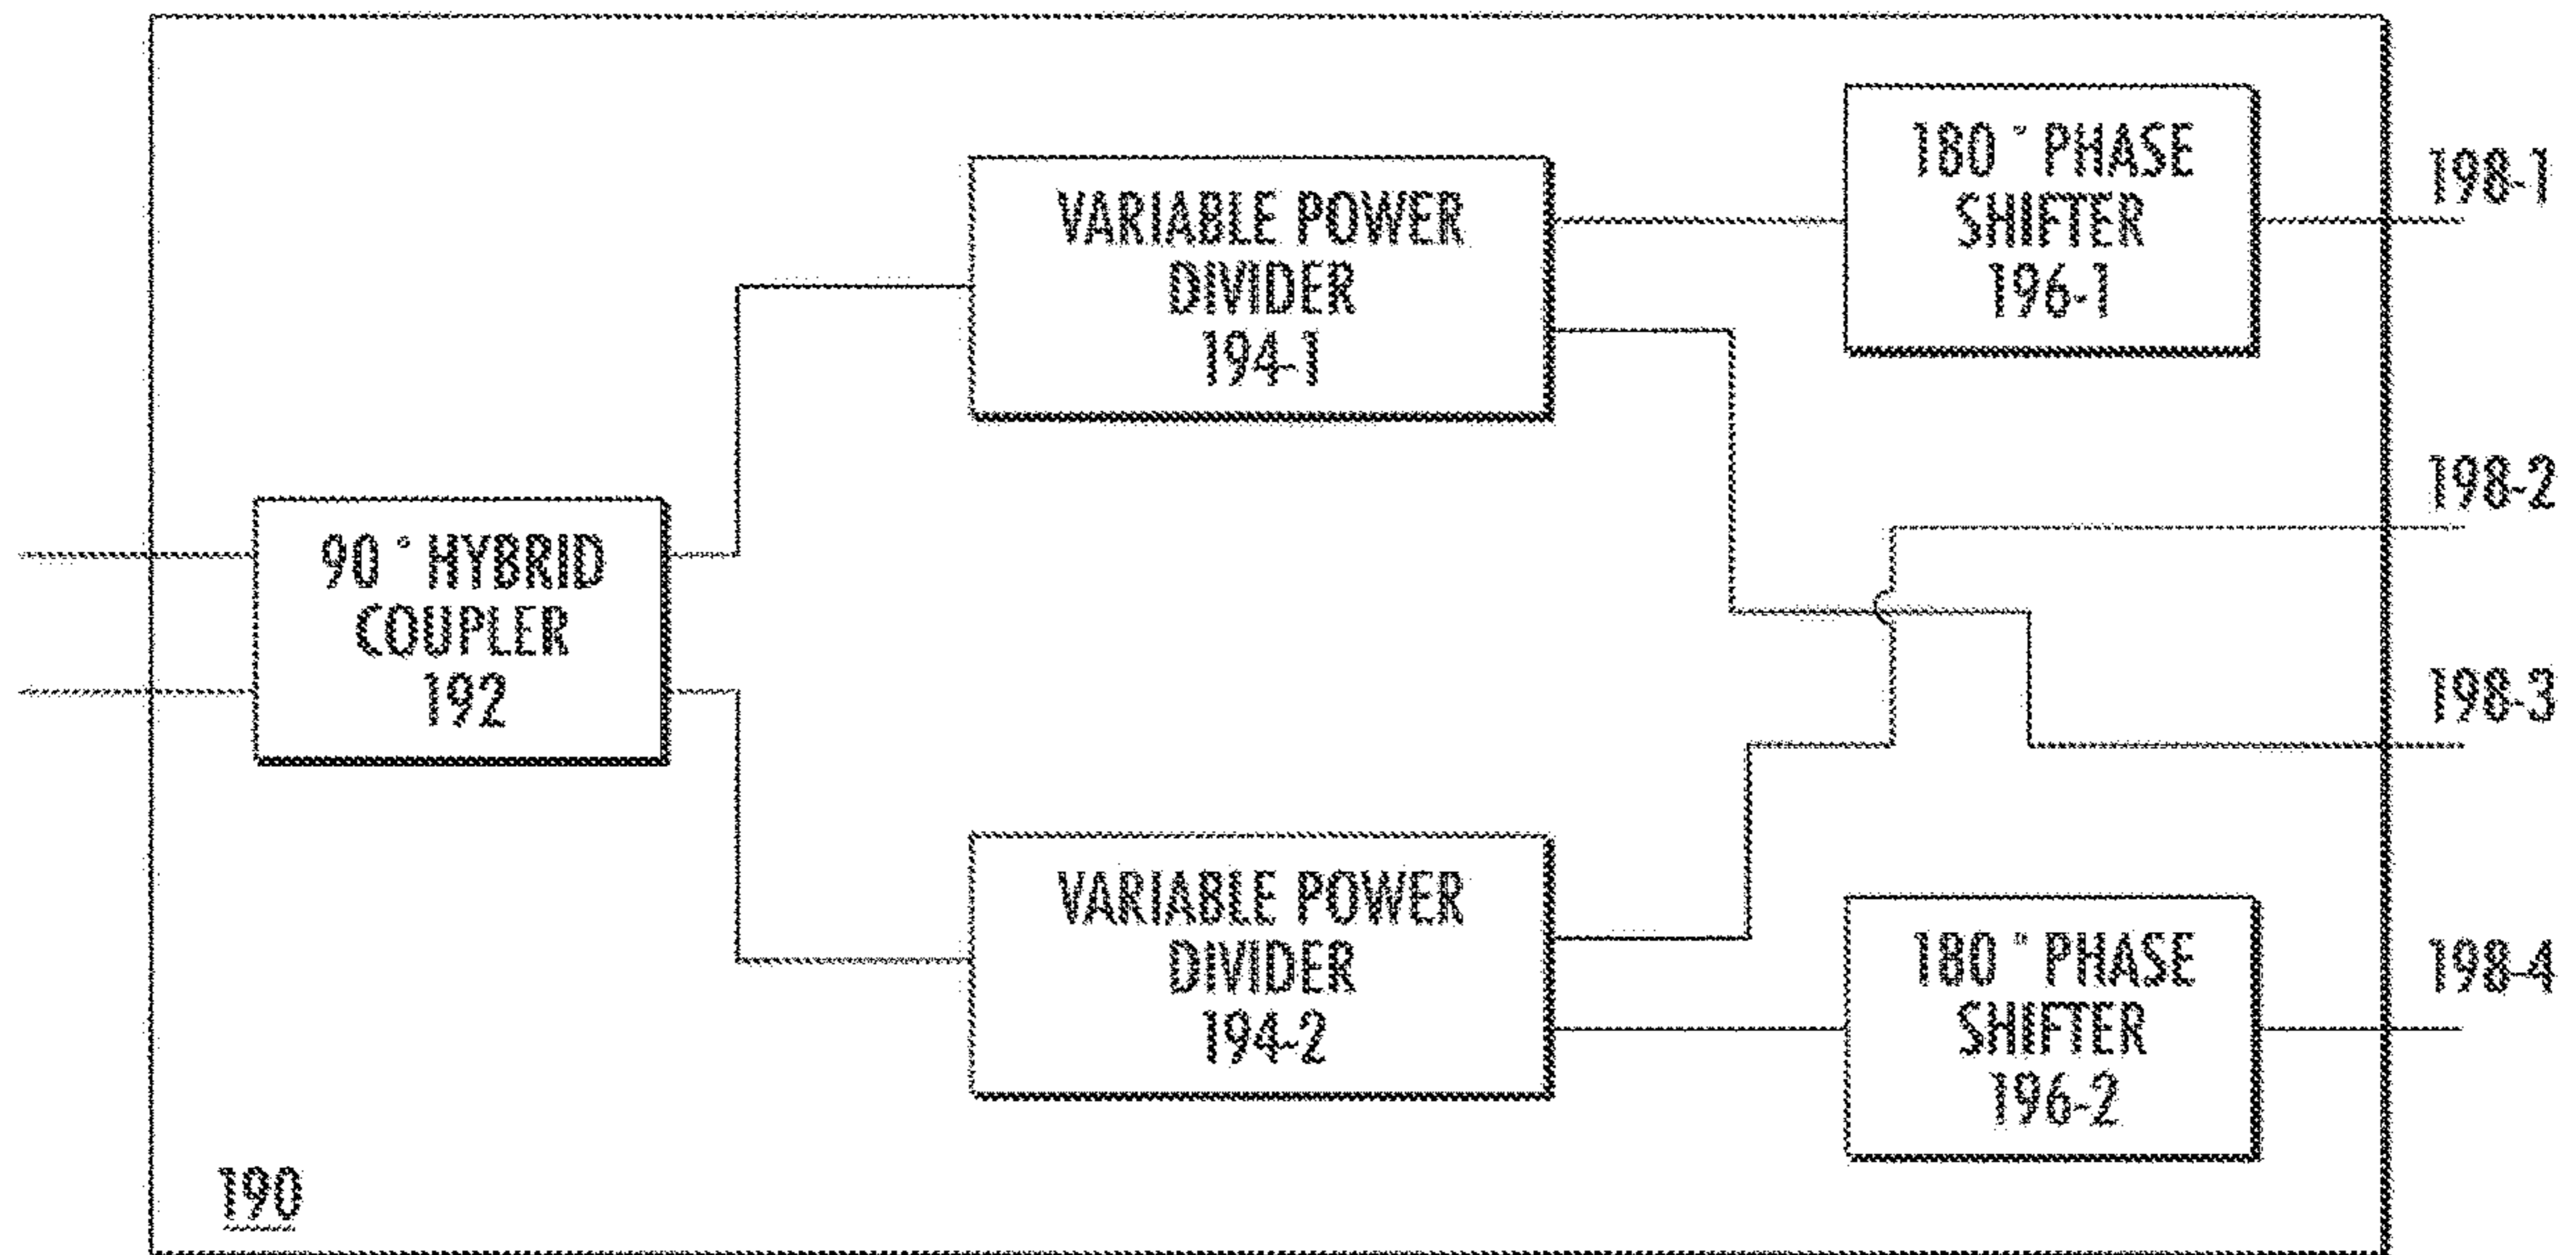 180° PHASE
SHIFTER
196-1
198-1
VARIABLE POWER
DIVIDER
194-1
198-2
90° HYBRID
COUPLER
192
198-3
VARIABLE POWER
DIVIDER
194-2
180° PHASE
SHIFTER
196-2
198-4
190